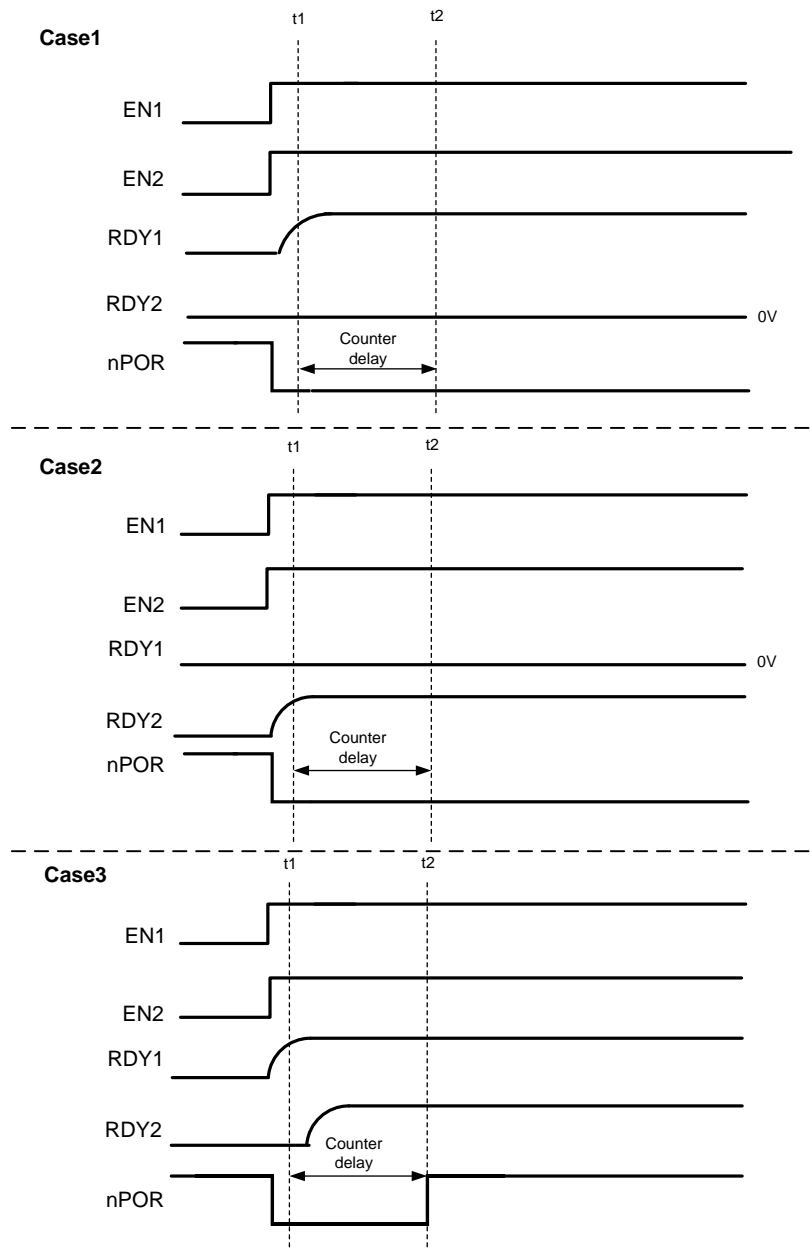 t1
t2
Case1
EN1
EN2
RDY1
RDY2
0V
Counter
delay
nPOR
t1
t2
Case2
EN1
EN2
RDY1
0V
RDY2
Counter
delay
nPOR
t1
t2
Case3
EN1
EN2
RDY1
RDY2
Counter
delay
nPOR